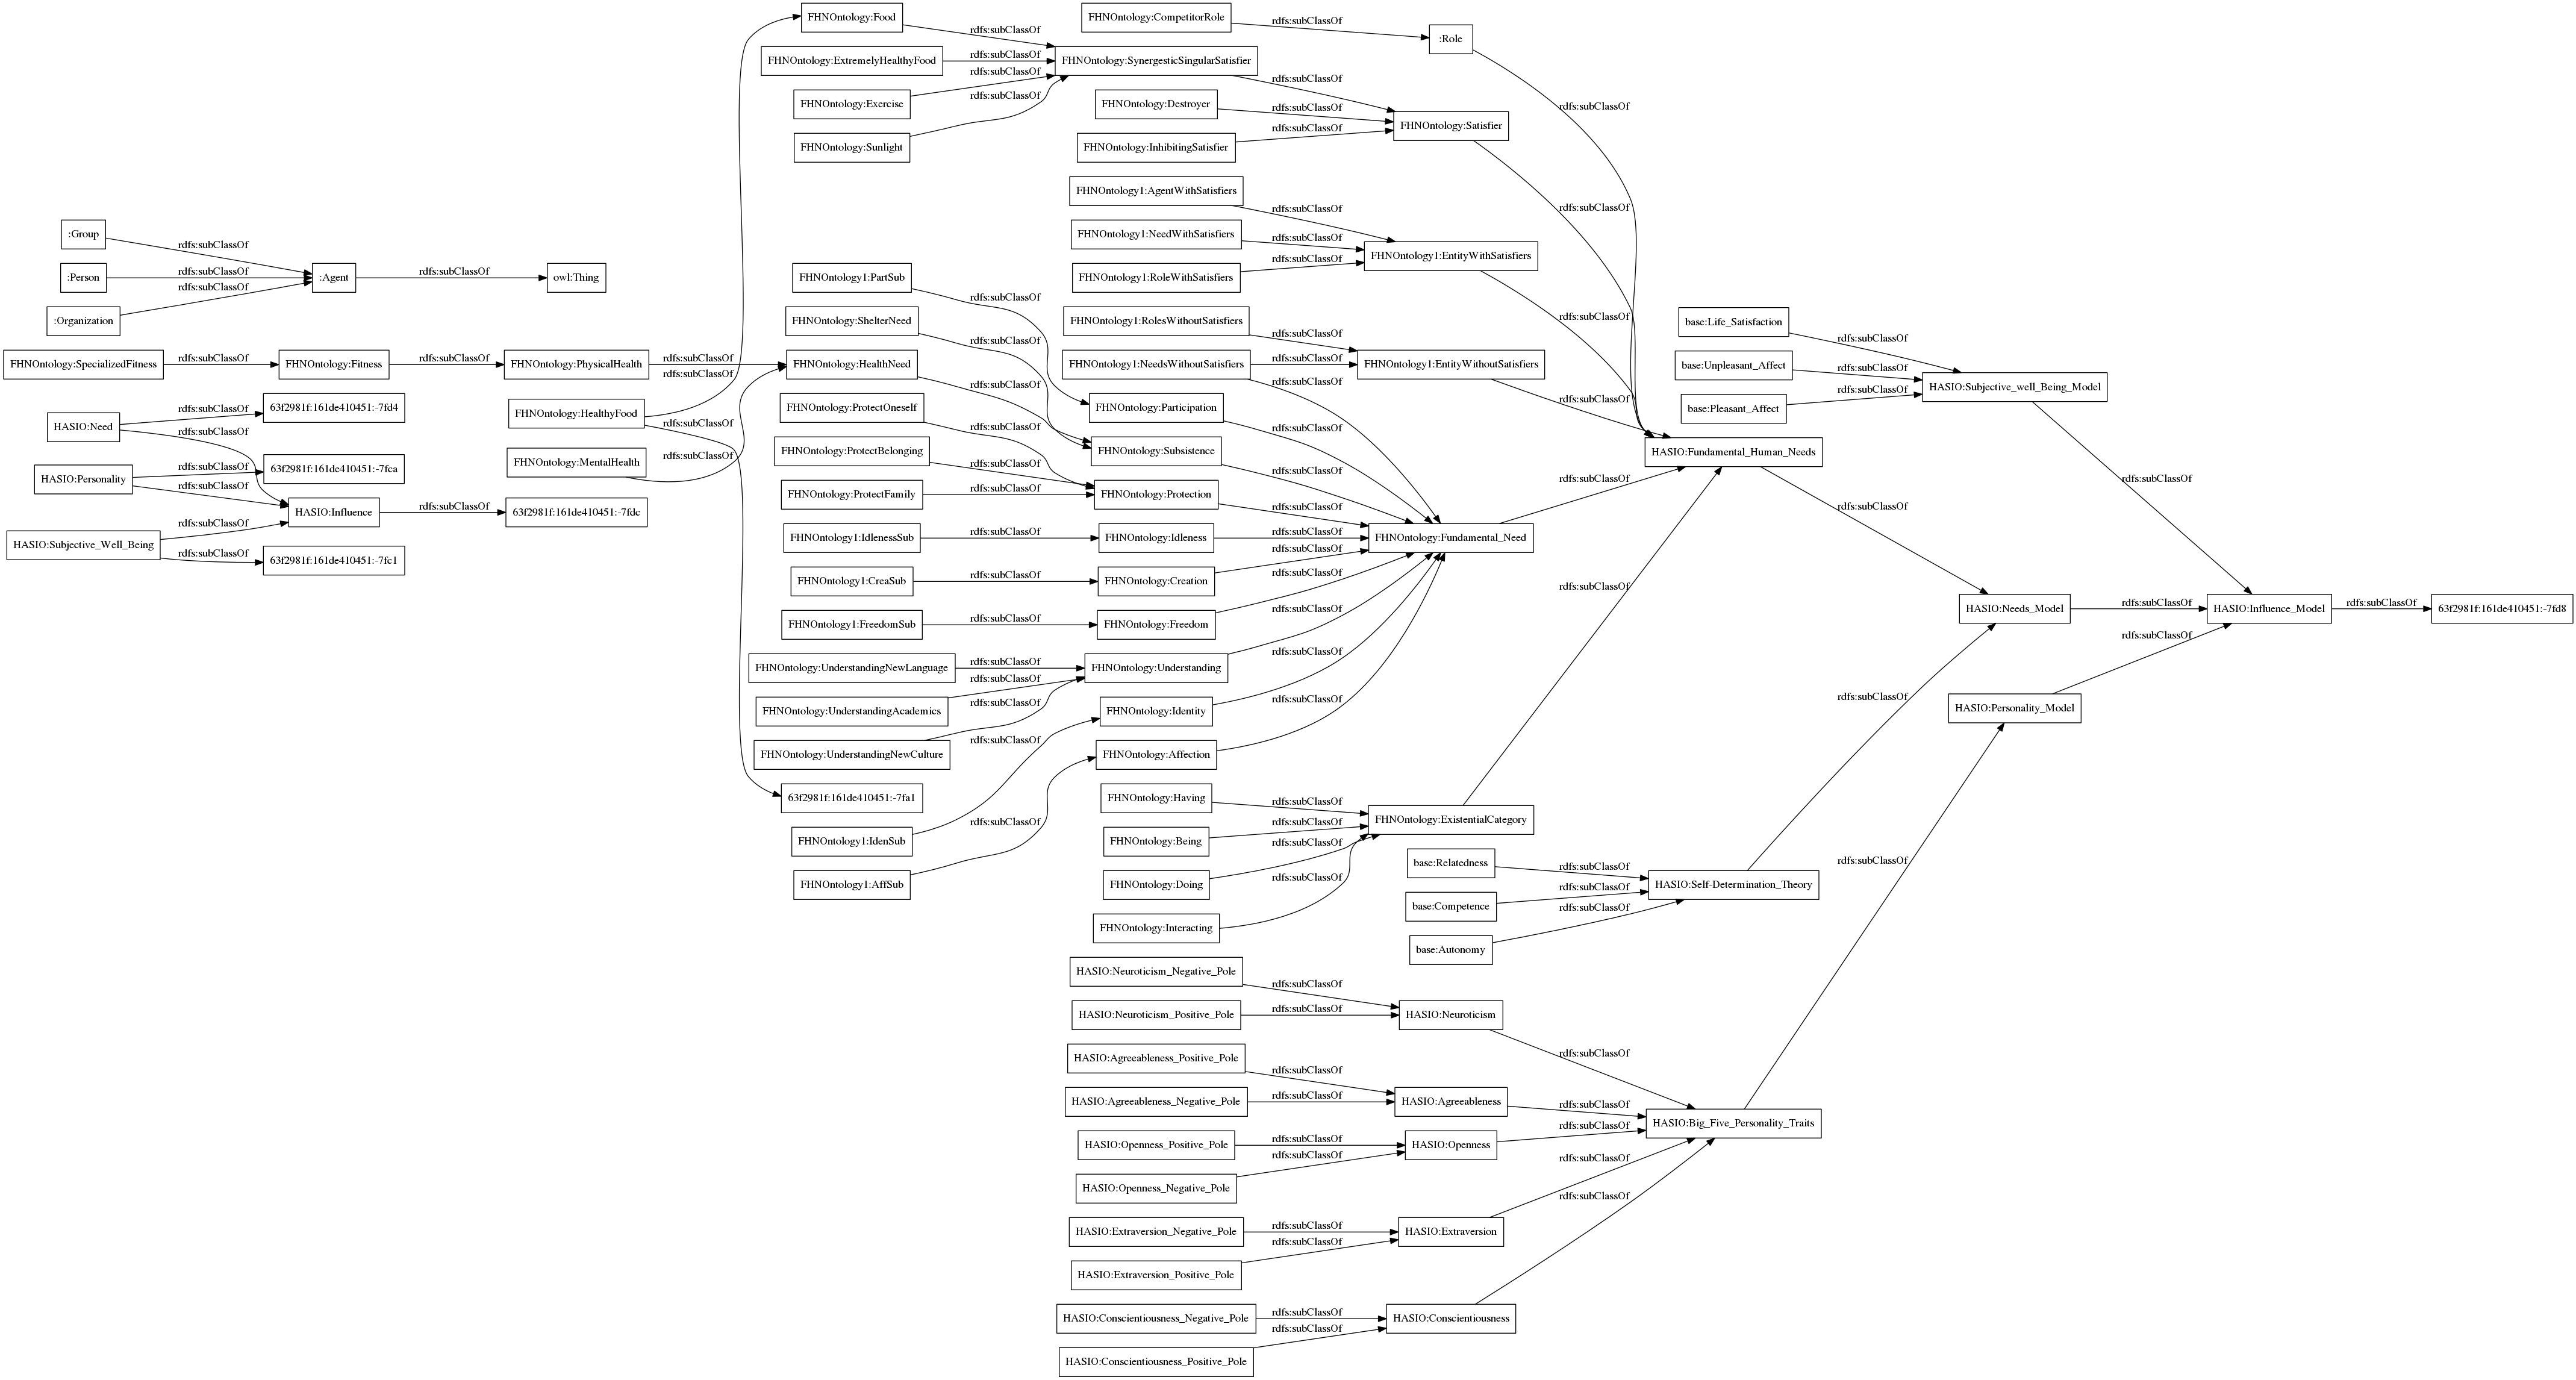 FHNOntology:Food
FHNOntology:CompetitorRole
rdfs:subClassOf
rdfs:subClassOf
:Role
FHNOntology:ExtremelyHealthyFood
rdfs:subClassOf
FHNOntology:SynergesticSingularSatisfier
rdfs:subClassOf
rdfs:subClassOf
FHNOntology:Exercise
rdfs:subClassOf
FHNOntology:Destroyer
rdfs:subClassOf
rdfs:subClassOf
FHNOntology:Satisfier
rdfs:subClassOf
FHNOntology:Sunlight
FHNOntology:InhibitingSatisfier
FHNOntology1:AgentWithSatisfiers
rdfs:subClassOf
rdfs:subClassOf
:Group
rdfs:subClassOf
FHNOntology1:NeedWithSatisfiers
rdfs:subClassOf
FHNOntology1:EntityWithSatisfiers
rdfs:subClassOf
:Person
rdfs:subClassOf
:Agent
rdfs:subClassOf
owl:Thing
FHNOntology1:PartSub
FHNOntology1:RoleWithSatisfiers
rdfs:subClassOf
rdfs:subClassOf
:Organization
FHNOntology:ShelterNeed
rdfs:subClassOf
FHNOntology1:RolesWithoutSatisfiers
rdfs:subClassOf
rdfs:subClassOf
base:Life_Satisfaction
rdfs:subClassOf
FHNOntology:SpecializedFitness
rdfs:subClassOf
FHNOntology:Fitness
rdfs:subClassOf
FHNOntology:PhysicalHealth
rdfs:subClassOf
rdfs:subClassOf
FHNOntology:HealthNeed
FHNOntology1:NeedsWithoutSatisfiers
rdfs:subClassOf
FHNOntology1:EntityWithoutSatisfiers
base:Unpleasant_Affect
rdfs:subClassOf
rdfs:subClassOf
rdfs:subClassOf
rdfs:subClassOf
rdfs:subClassOf
HASIO:Subjective_well_Being_Model
base:Pleasant_Affect
HASIO:Need
rdfs:subClassOf
63f2981f:161de410451:-7fd4
rdfs:subClassOf
FHNOntology:HealthyFood
rdfs:subClassOf
FHNOntology:ProtectOneself
rdfs:subClassOf
FHNOntology:Participation
rdfs:subClassOf
HASIO:Fundamental_Human_Needs
HASIO:Personality
rdfs:subClassOf
rdfs:subClassOf
63f2981f:161de410451:-7fca
FHNOntology:MentalHealth
rdfs:subClassOf
FHNOntology:ProtectBelonging
rdfs:subClassOf
FHNOntology:Subsistence
rdfs:subClassOf
rdfs:subClassOf
FHNOntology:ProtectFamily
rdfs:subClassOf
FHNOntology:Protection
rdfs:subClassOf
rdfs:subClassOf
rdfs:subClassOf
HASIO:Influence
rdfs:subClassOf
63f2981f:161de410451:-7fdc
HASIO:Subjective_Well_Being
rdfs:subClassOf
rdfs:subClassOf
63f2981f:161de410451:-7fc1
FHNOntology1:IdlenessSub
rdfs:subClassOf
FHNOntology:Idleness
rdfs:subClassOf
FHNOntology:Fundamental_Need
FHNOntology1:CreaSub
rdfs:subClassOf
FHNOntology:Creation
rdfs:subClassOf
rdfs:subClassOf
rdfs:subClassOf
FHNOntology1:FreedomSub
rdfs:subClassOf
FHNOntology:Freedom
rdfs:subClassOf
HASIO:Needs_Model
rdfs:subClassOf
HASIO:Influence_Model
rdfs:subClassOf
63f2981f:161de410451:-7fd8
rdfs:subClassOf
FHNOntology:UnderstandingNewLanguage
rdfs:subClassOf
FHNOntology:Understanding
rdfs:subClassOf
FHNOntology:UnderstandingAcademics
rdfs:subClassOf
rdfs:subClassOf
FHNOntology:Identity
rdfs:subClassOf
rdfs:subClassOf
HASIO:Personality_Model
FHNOntology:UnderstandingNewCulture
rdfs:subClassOf
FHNOntology:Affection
63f2981f:161de410451:-7fa1
FHNOntology:Having
rdfs:subClassOf
FHNOntology1:IdenSub
rdfs:subClassOf
FHNOntology:Being
rdfs:subClassOf
rdfs:subClassOf
FHNOntology:ExistentialCategory
FHNOntology1:AffSub
FHNOntology:Doing
rdfs:subClassOf
base:Relatedness
rdfs:subClassOf
rdfs:subClassOf
HASIO:Self-Determination_Theory
rdfs:subClassOf
FHNOntology:Interacting
base:Competence
rdfs:subClassOf
base:Autonomy
HASIO:Neuroticism_Negative_Pole
rdfs:subClassOf
HASIO:Neuroticism_Positive_Pole
rdfs:subClassOf
HASIO:Neuroticism
rdfs:subClassOf
HASIO:Agreeableness_Positive_Pole
rdfs:subClassOf
HASIO:Agreeableness_Negative_Pole
rdfs:subClassOf
HASIO:Agreeableness
rdfs:subClassOf
HASIO:Big_Five_Personality_Traits
HASIO:Openness_Positive_Pole
rdfs:subClassOf
HASIO:Openness
rdfs:subClassOf
rdfs:subClassOf
HASIO:Openness_Negative_Pole
rdfs:subClassOf
rdfs:subClassOf
HASIO:Extraversion_Negative_Pole
rdfs:subClassOf
HASIO:Extraversion
rdfs:subClassOf
HASIO:Extraversion_Positive_Pole
HASIO:Conscientiousness_Negative_Pole
rdfs:subClassOf
HASIO:Conscientiousness
rdfs:subClassOf
HASIO:Conscientiousness_Positive_Pole